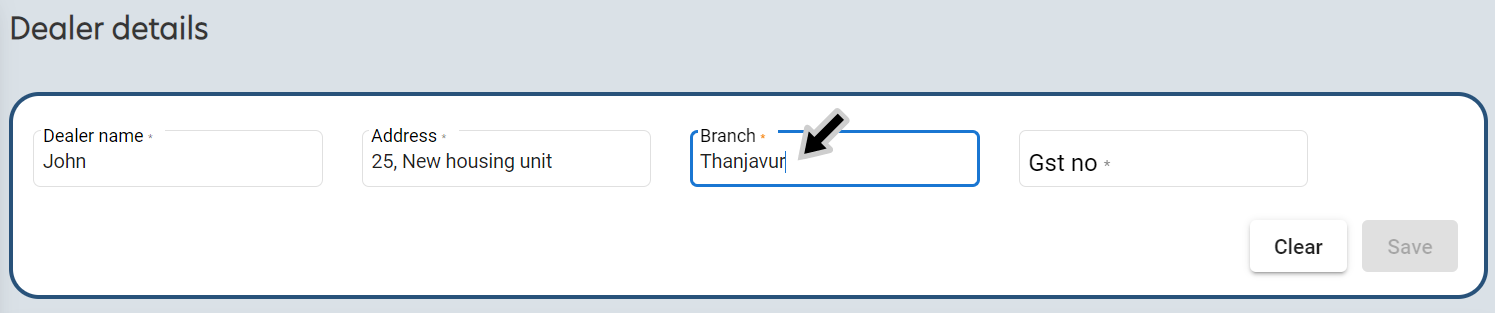 Dealer details
Dealer name *
Address *
Branch *
John
25, New housing unit
Thanjavur
Gst no *
Clear
Save